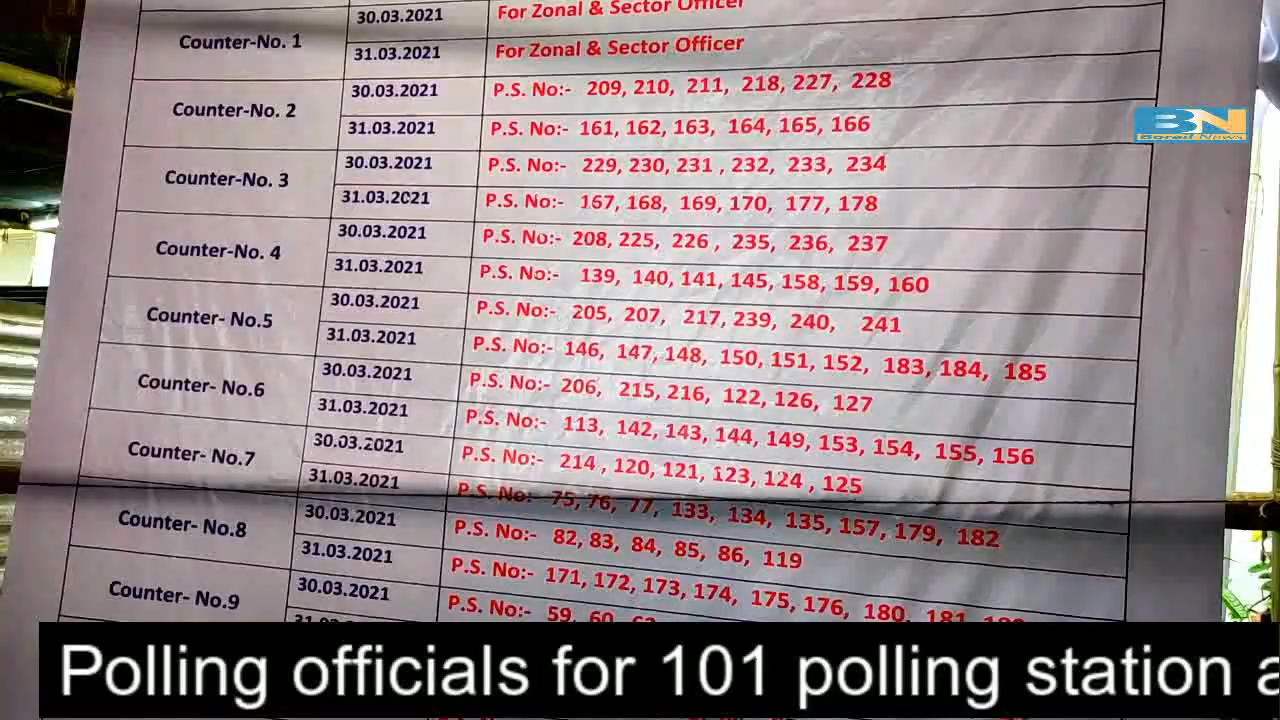 30.03.2021 For Zonal & Sector Officer
Counter-No. 1
31.03.2021 For Zonal & Sector Officer
30.03.2021 P.S. No:- 209, 210, 211, 218, 227, 228
Counter-No. 2
31.03.2021 P.S. No:- 161, 162, 163, 164, 165, 166
30.03.2021 P.S. No:- 229, 230, 231 , 232, 233, 234
Counter-No. 3
31.03.2021 P.S. No:- 167, 168, 169, 170, 177, 178
30.03.2021 P.S. No:- 208, 225, 226 , 235, 236, 237
Counter-No. 4
31.03.2021 P.S. No:- 139, 140, 141, 145, 158, 159, 160
30.03.2021 P.S. No:- 205, 207, 217, 239, 240, 241
Counter- No.5
31.03.2021 P.S. No:- 146, 147, 148, 150, 151, 152, 183, 184, 185
30.03.2021 P.S. No:- 206, 215, 216, 122, 126, 127
Counter- No.6
31.03.2021 P.S. No:- 113, 142, 143, 144, 149, 153, 154, 155, 156
30.03.2021 P.S. No:- 214 , 120, 121, 123, 124 , 125
Counter- No.7
31.03.2021 P.S. No:- 75, 76, 77, 133, 134, 135, 157, 179, 182
30.03.2021 P.S. No:- 82, 83, 84, 85, 86, 119
Counter- No.8
31.03.2021 P.S. No:- 171, 172, 173, 174, 175, 176, 180, 181,
30.03.2021 P.S. No:- 59, 60,
Counter- No.9
BN
Barail News
Polling officials for 101 polling station a